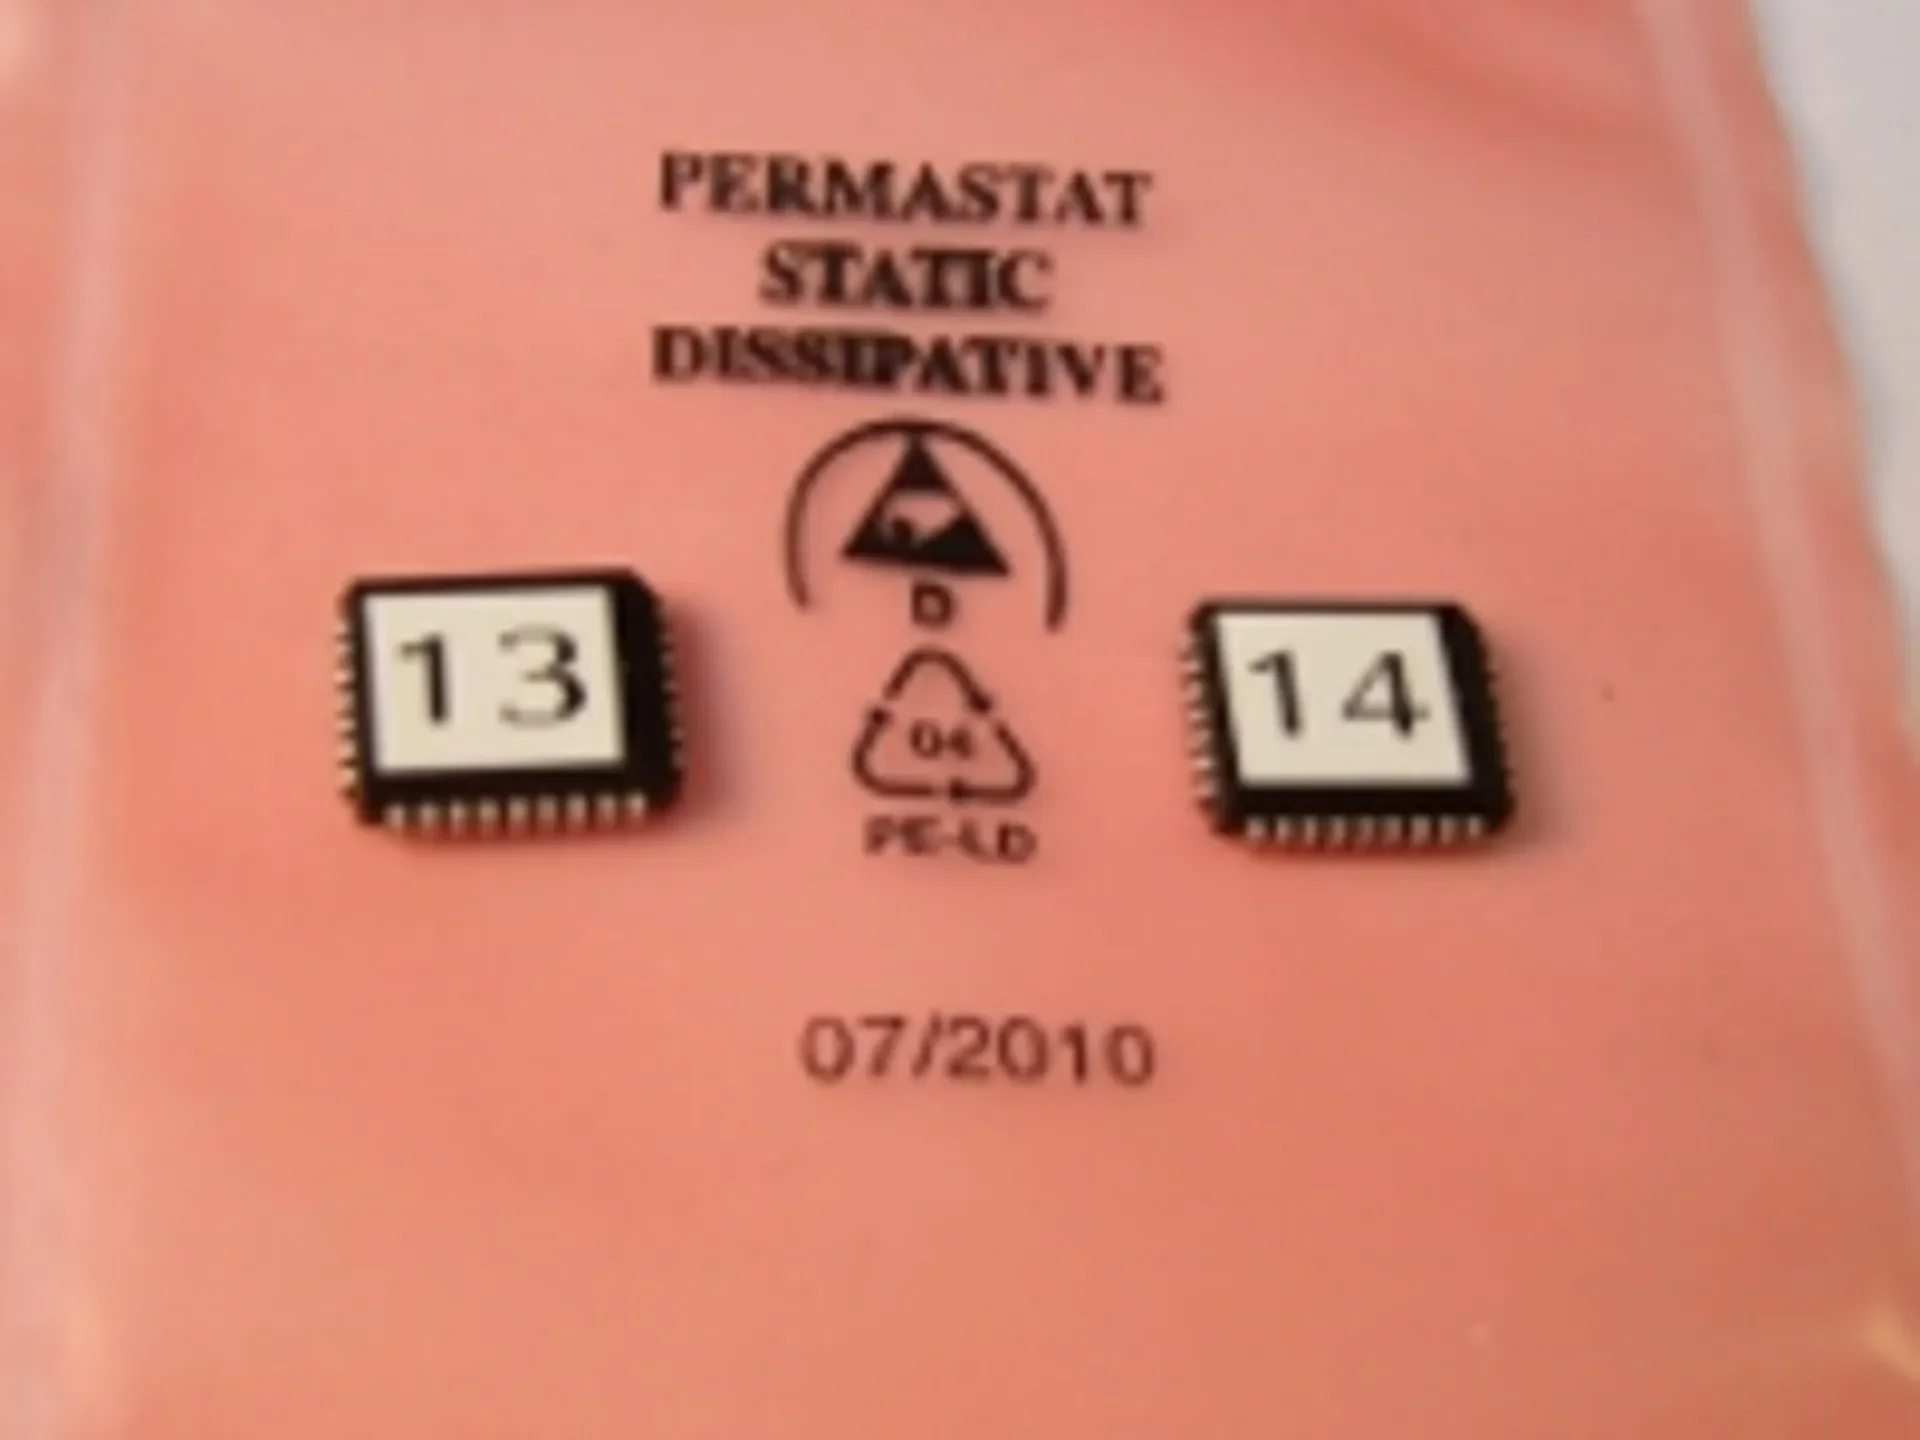 PERMASTAT
STATIC
DISSIPATIVE
D
13
14
04
PE-LD
07/2010